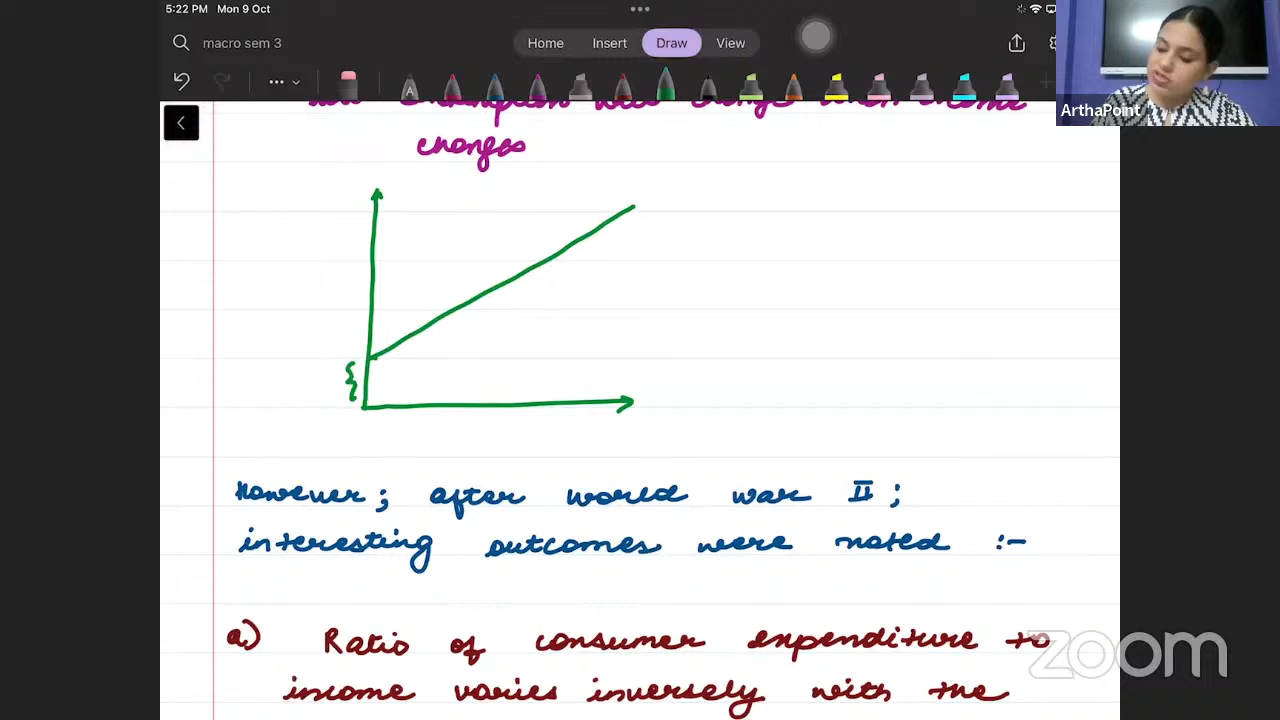 5:22 PM Mon 9 Oct
macro sem 3
Home Insert Draw View
A
ArthaPoint
changes
However; after world war II;
interesting outcomes were noted :-
a) Ratio of consumer expenditure to
income varies inversely with the
zoom